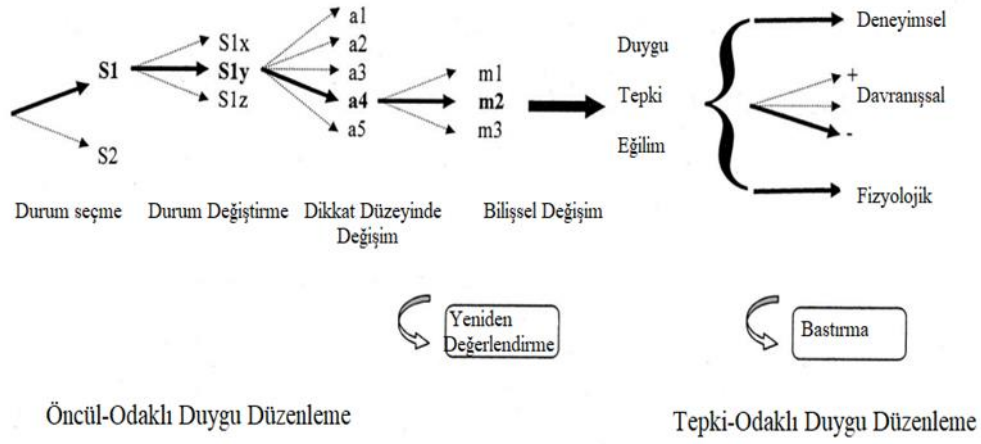 S1
S2
S1x
S1y
S1z
a1
a2
a3
a4
a5
m1
m2
m3
Duygu
Tepki
Eğilim
Deneyimsel
+
Davranışsal
-
Fizyolojik
Durum seçme
Durum Değiştirme
Dikkat Düzeyinde
Değişim
Bilişsel Değişim
Yeniden
Değerlendirme
Bastırma
Öncül-Odaklı Duygu Düzenleme
Tepki-Odaklı Duygu Düzenleme